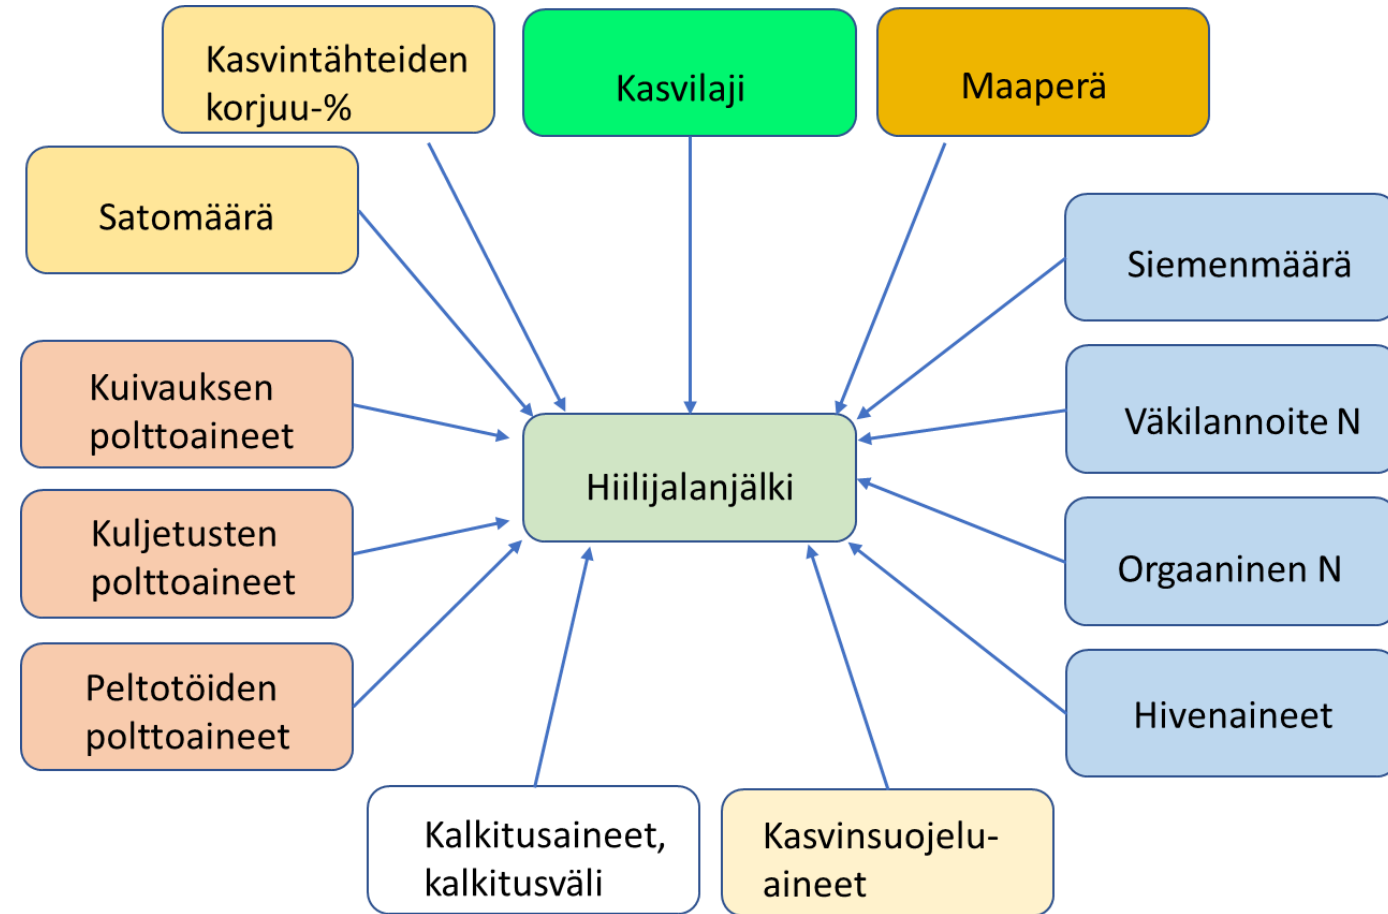 Kasvintähteiden
korjuu-%
Kasvilaji
Maaperä
Satomäärä
Siemenmäärä
Kuivauksen
polttoaineet
Väkilannoite N
Hiilijalanjälki
Kuljetusten
polttoaineet
Orgaaninen N
Peltotöiden
polttoaineet
Hivenaineet
Kalkitusaineet,
kalkitusväli
Kasvinsuojelu-
aineet